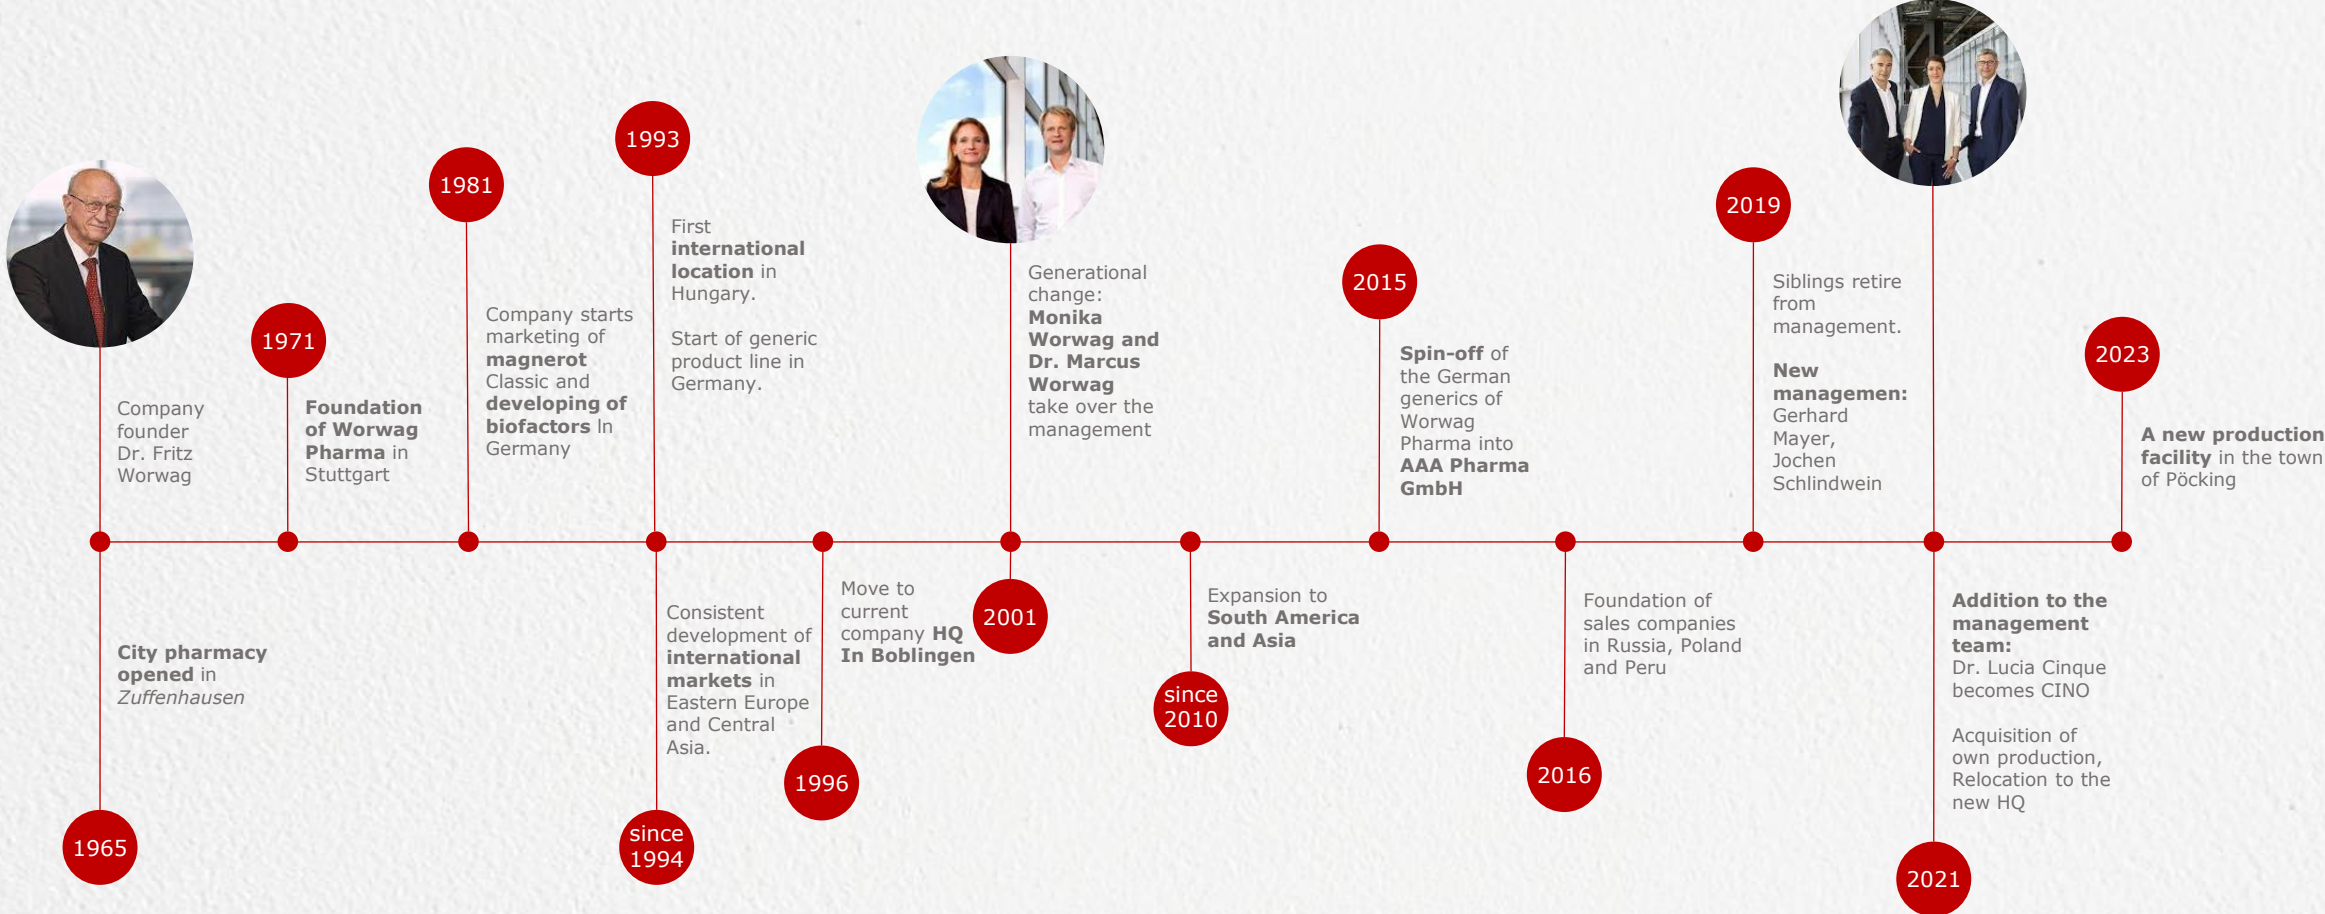 Company
founder
Dr. Fritz
Worwag
City pharmacy
opened in
Zuffenhausen
1965
1971
Foundation
of Worwag
Pharma in
Stuttgart
1981
Company starts
marketing of
magnerot
Classic and
developing of
biofactors In
Germany
1993
First
international
location in
Hungary.
Start of generic
product line in
Germany.
Consistent
development of
international
markets in
Eastern Europe
and Central
Asia.
since
1994
Move to
current
company HQ
In Boblingen
1996
Generational
change:
Monika
Worwag and
Dr. Marcus
Worwag
take over the
management
2001
Expansion to
South America
and Asia
since
2010
2015
Spin-off of
the German
generics of
Worwag
Pharma into
AAA Pharma
GmbH
Foundation of
sales companies
in Russia, Poland
and Peru
2016
2019
Siblings retire
from
management.
New
managemen:
Gerhard
Mayer,
Jochen
Schlindwein
Addition to the
management
team:
Dr. Lucia Cinque
becomes CINO
Acquisition of
own production,
Relocation to the
new HQ
2021
2023
A new production
facility in the town
of Pöcking